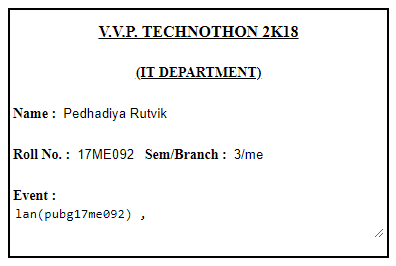 V.V.P. TECHNOTHON 2K18
(IT DEPARTMENT)
Name : Pedhadiya Rutvik
Roll No. : 17ME092 Sem/Branch : 3/me
Event :
lan(pubg17me092) ,